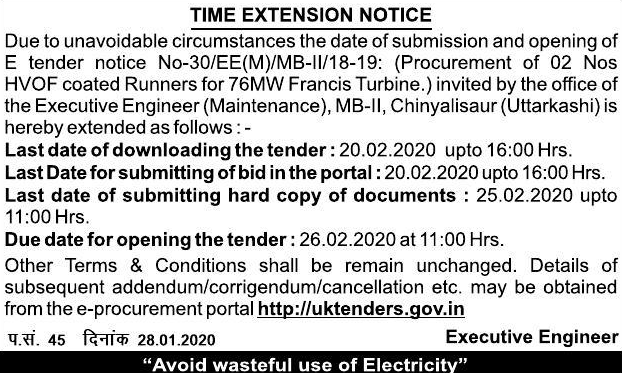 TIME EXTENSION NOTICE
Due to unavoidable circumstances the date of submission and opening of
E tender notice No-30/EE(M)/MB-II/18-19: (Procurement of 02 Nos
HVOF coated Runners for 76MW Francis Turbine.) invited by the office of
the Executive Engineer (Maintenance), MB-II, Chinyalisaur (Uttarkashi) is
hereby extended as follows : -
Last date of downloading the tender : 20.02.2020 upto 16:00 Hrs.
Last Date for submitting of bid in the portal : 20.02.2020 upto 16:00 Hrs.
Last date of submitting hard copy of documents : 25.02.2020 upto
11:00 Hrs.
Due date for opening the tender : 26.02.2020 at 11:00 Hrs.
Other Terms & Conditions shall be remain unchanged. Details of
subsequent addendum/corrigendum/cancellation etc. may be obtained
from the e-procurement portal http://uktenders.gov.in
प.सं. 45 दिनांक 28.01.2020 Executive Engineer
“Avoid wasteful use of Electricity”